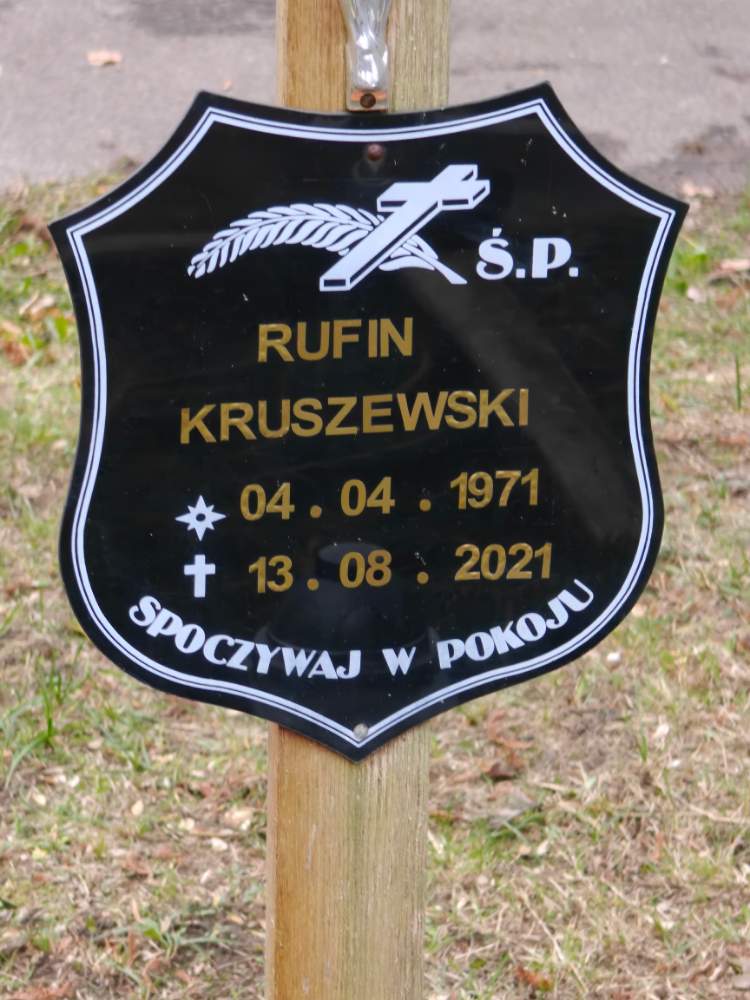 Ś.P.
RUFIN
KRUSZEWSKI
04.04.1971
13.08.2021
SPOCZYWAJ W POKOJU